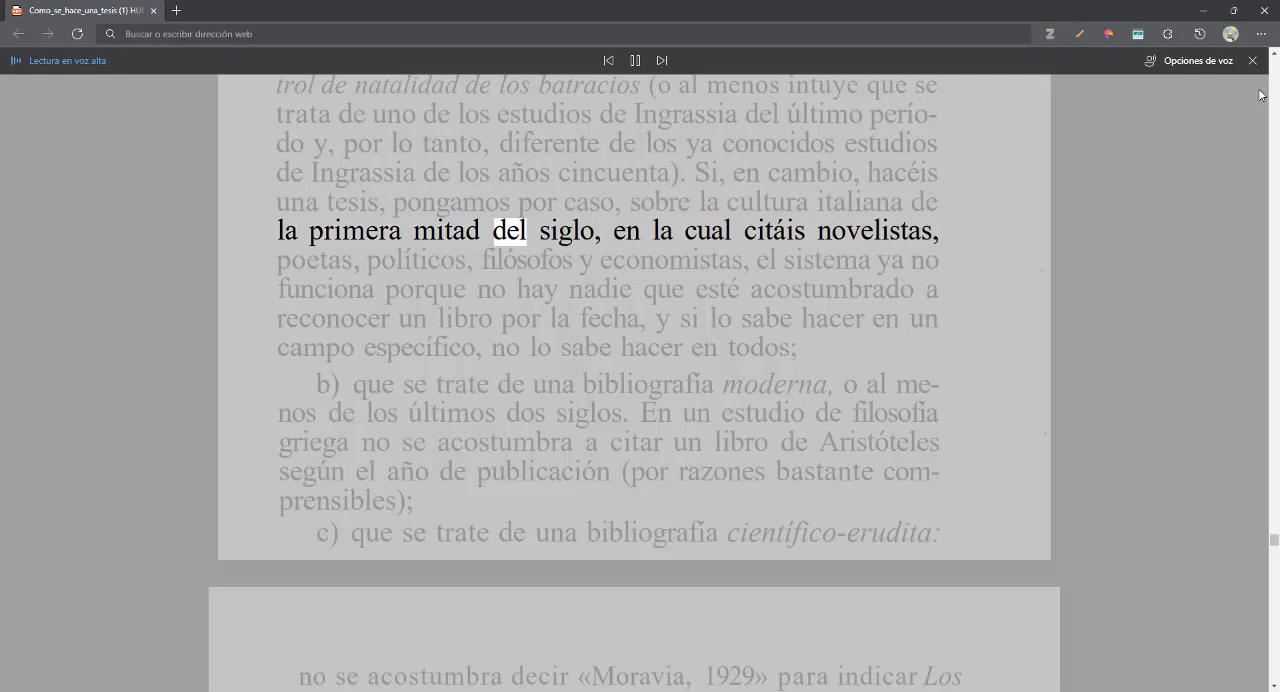 Como_se_hace_una_tesis (1) HUI
Buscar o escribir dirección web
Lectura en voz alta
Opciones de voz
trol de natalidad de los batracios (o al menos intuye que se
trata de uno de los estudios de Ingrassia del último perío-
do y, por lo tanto, diferente de los ya conocidos estudios
de Ingrassia de los años cincuenta). Si, en cambio, hacéis
una tesis, pongamos por caso, sobre la cultura italiana de
la primera mitad del siglo, en la cual citáis novelistas,
poetas, políticos, filósofos y economistas, el sistema ya no
funciona porque no hay nadie que esté acostumbrado a
reconocer un libro por la fecha, y si lo sabe hacer en un
campo específico, no lo sabe hacer en todos;
b) que se trate de una bibliografía moderna, o al me-
nos de los últimos dos siglos. En un estudio de filosofía
griega no se acostumbra a citar un libro de Aristóteles
según el año de publicación (por razones bastante com-
prensibles);
c) que se trate de una bibliografía científico-erudita:
no se acostumbra decir «Moravia, 1929» para indicar Los